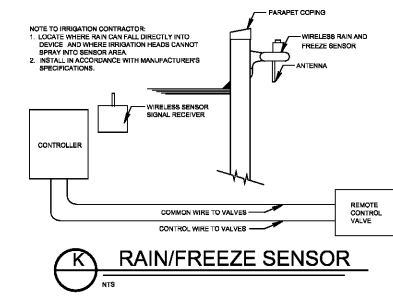 PARAPET COPING
NOTE TO IRRIGATION CONTRACTOR:
1. LOCATE WHERE RAIN CAN FALL DIRECTLY INTO
DEVICE AND WHERE IRRIGATION HEADS CANNOT
SPRAY INTO SENSOR AREA
2. INSTALL IN ACCORDANCE WITH MANUFACTURER'S
SPECIFICATIONS.
WIRELESS RAIN AND
FREEZE SENSOR
ANTENNA
WIRELESS SENSOR
SIGNAL RECEIVER
CONTROLLER
COMMON WIRE TO VALVES
CONTROL WIRE TO VALVES
REMOTE
CONTROL
VALVE
K
RAIN/FREEZE SENSOR
NTS